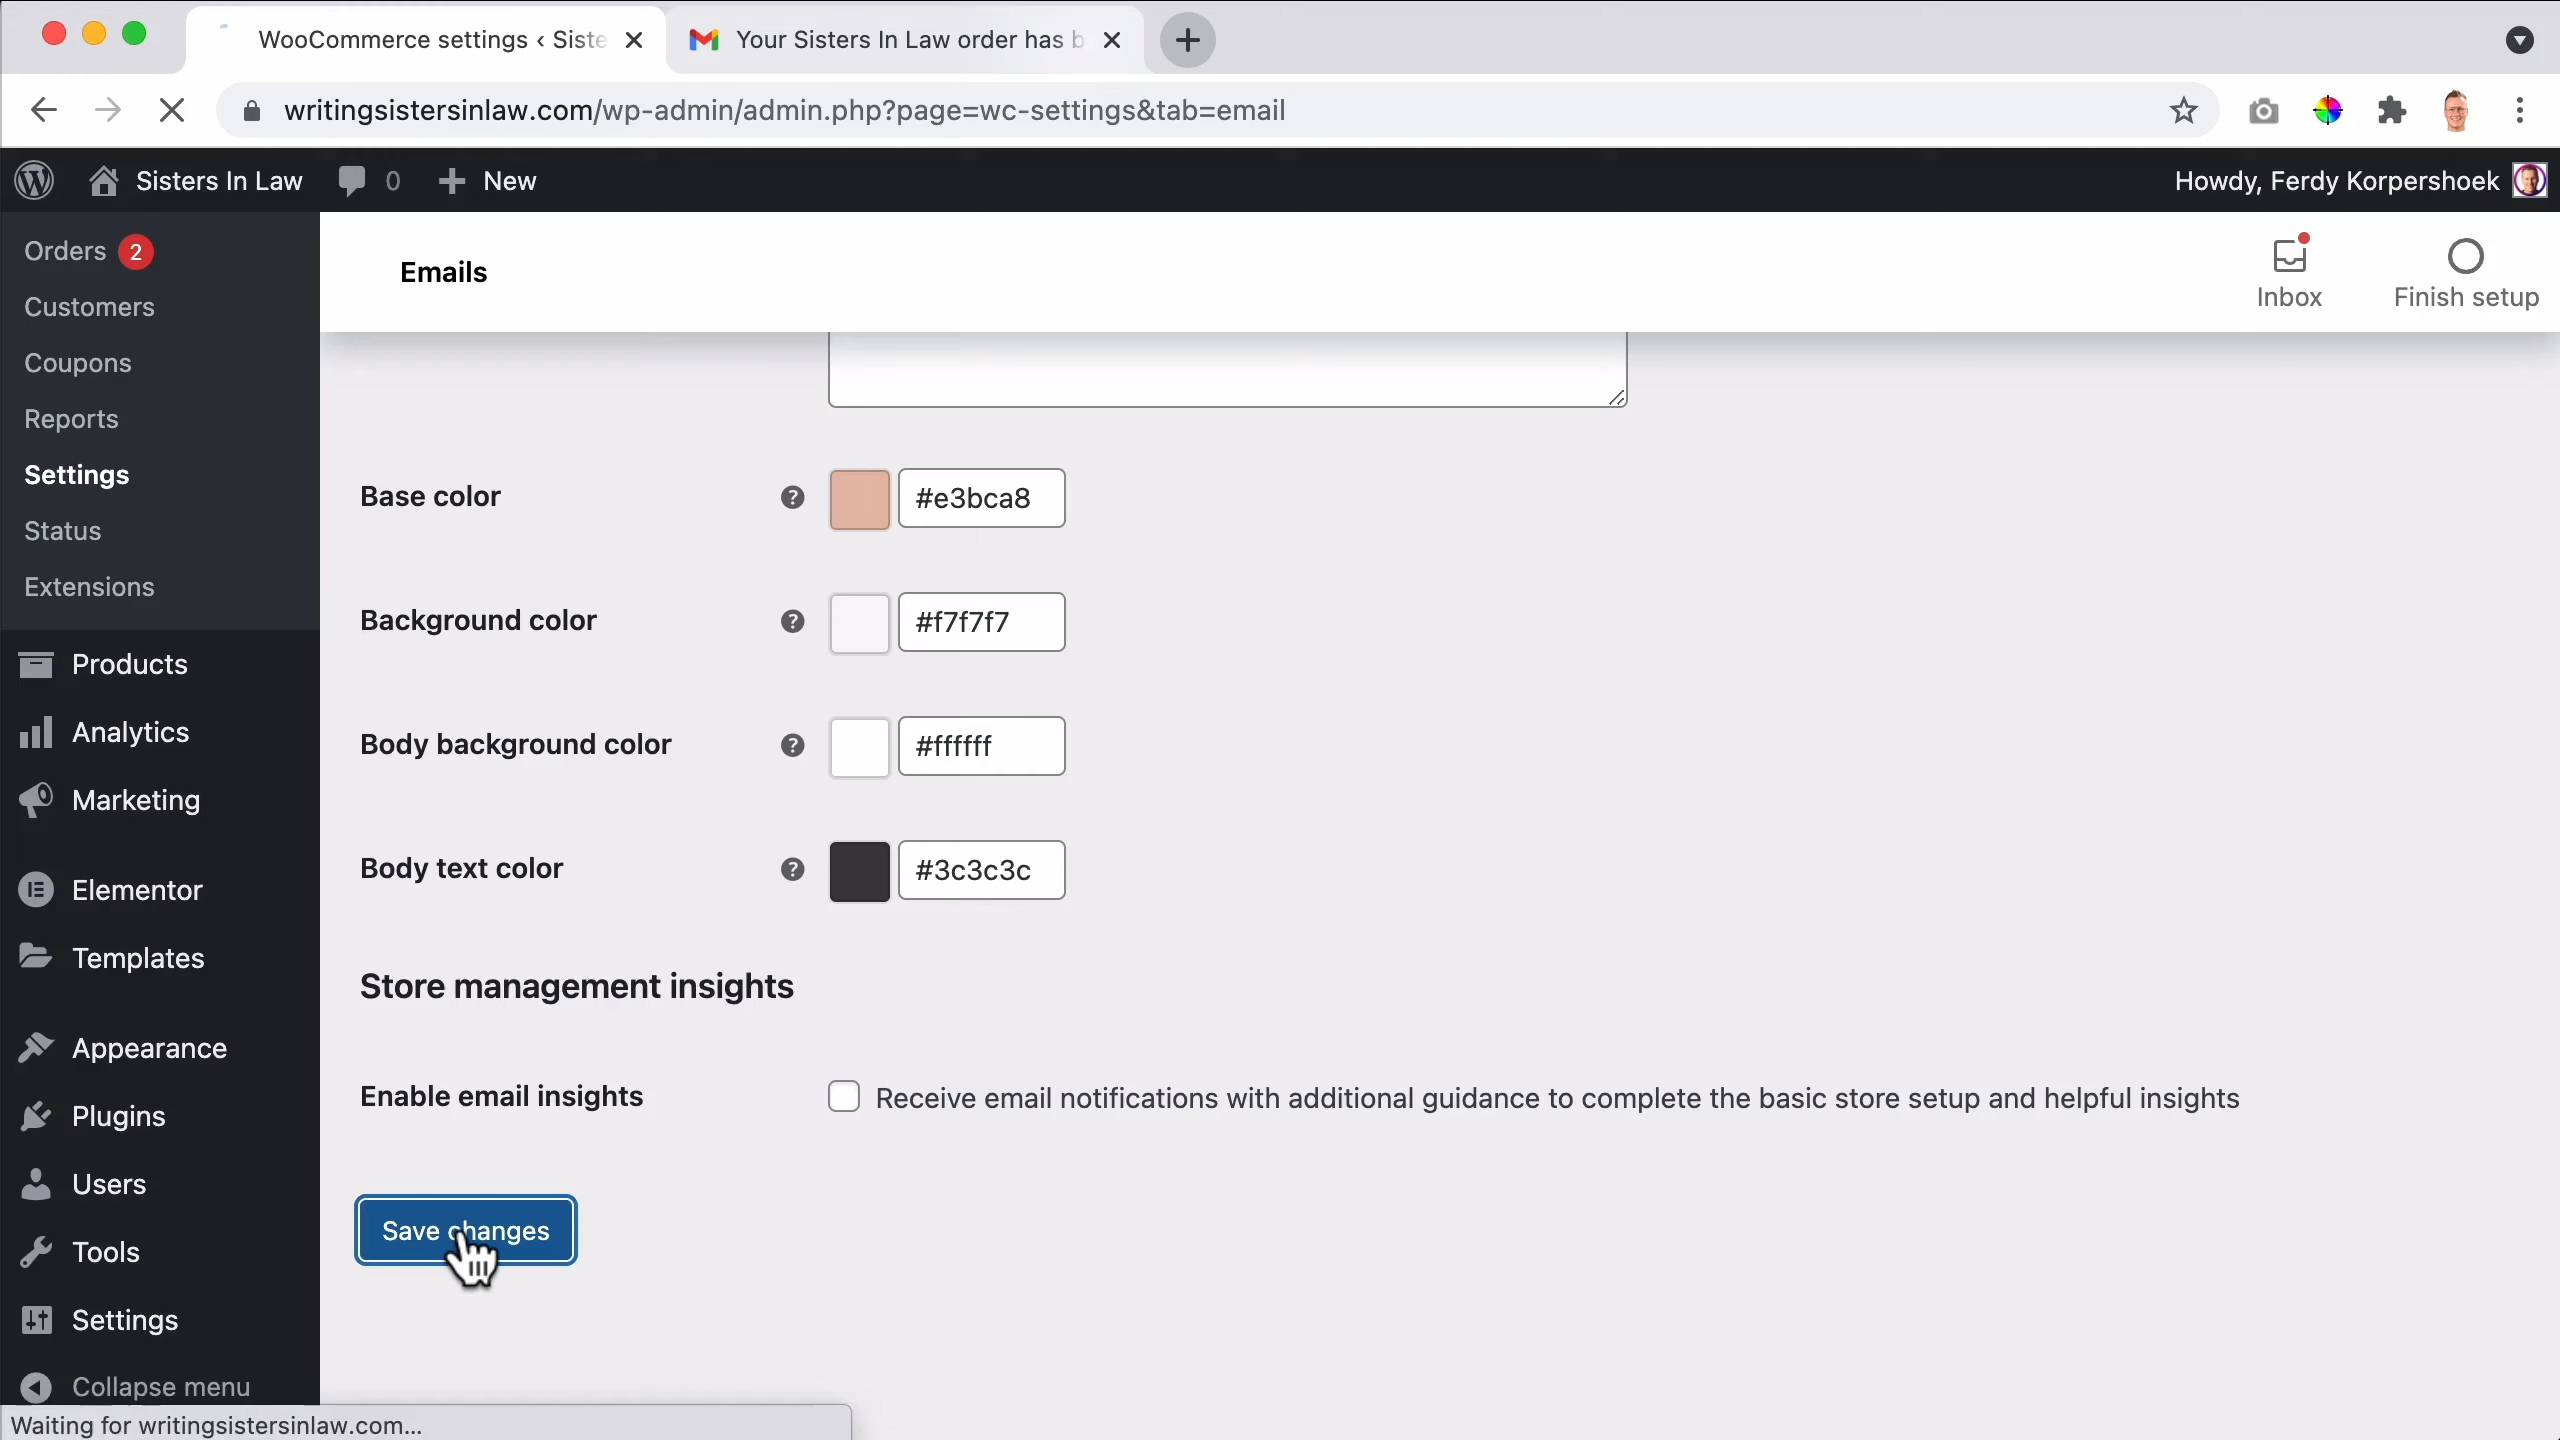 WooCommerce settings ‹ Siste
Your Sisters In Law order has b
writingsistersinlaw.com/wp-admin/admin.php?page=wc-settings&tab=email
Sisters In Law 0 New
Howdy, Ferdy Korpershoek
Orders 2
Customers
Coupons
Reports
Settings
Status
Extensions
Products
Analytics
Marketing
Elementor
Templates
Appearance
Plugins
Users
Tools
Settings
Collapse menu
Emails
Inbox
Finish setup
Base color ? #e3bca8
Background color ? #f7f7f7
Body background color ? #ffffff
Body text color ? #3c3c3c
Store management insights
Enable email insights Receive email notifications with additional guidance to complete the basic store setup and helpful insights
Save changes
Waiting for writingsistersinlaw.com...